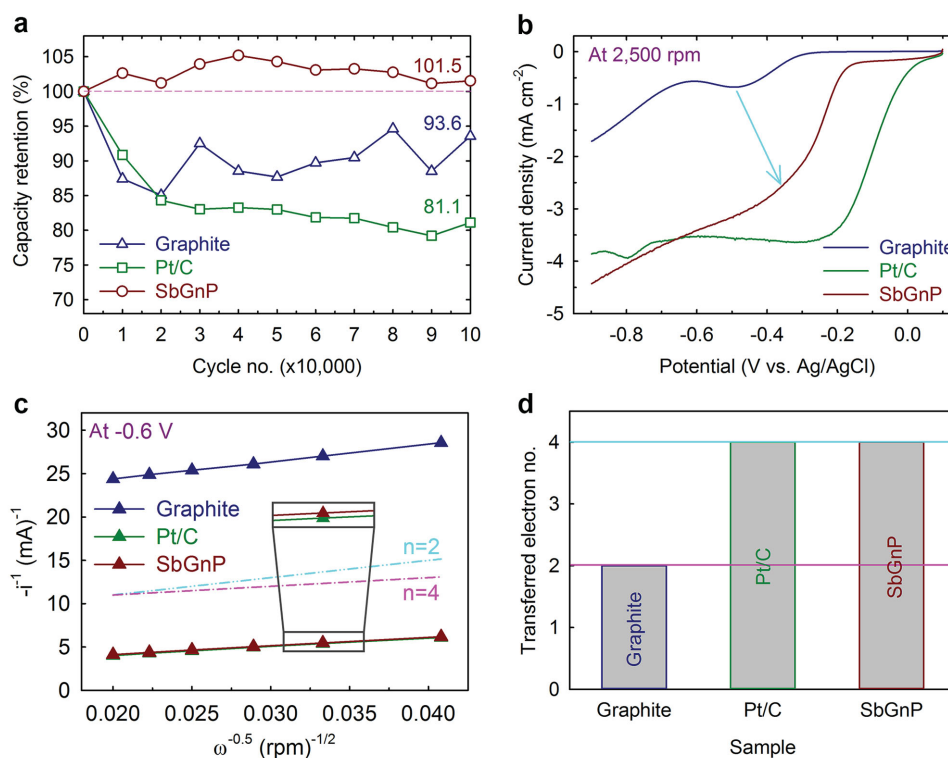 a
Capacity retention (%)
105
100
95
90
85
80
75
70
101.5
93.6
81.1
Graphite
Pt/C
SbGnP
0 1 2 3 4 5 6 7 8 9 10
Cycle no. (x10,000)
b
Current density (mA cm-2)
At 2,500 rpm
0
-1
-2
-3
-4
-5
Graphite
Pt/C
SbGnP
-0.8 -0.6 -0.4 -0.2 0.0
Potential (V vs. Ag/AgCl)
c
-i-1 (mA)-1
At -0.6 V
30
25
20
15
10
5
0
Graphite
Pt/C
SbGnP
n=2
n=4
0.020 0.025 0.030 0.035 0.040
ω-0.5 (rpm)-1/2
d
Transferred electron no.
4
3
2
1
0
Graphite
Pt/C
SbGnP
Graphite Pt/C SbGnP
Sample